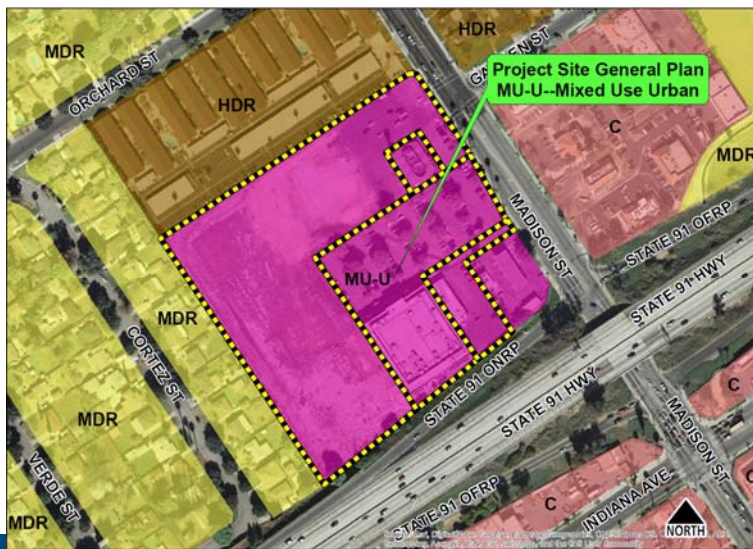 MDR
ORCHARD ST
HDR
HDR
GARDEN ST
Project Site General Plan
MU-U--Mixed Use Urban
C
MDR
MADISON ST
STATE 91 OFRP
STATE 91 HWY
MU-U
MDR
CORTEZ ST
MDR
VERDE ST
MDR
STATE 91 ONRP
STATE 91 HWY
C
MADISON ST
STATE 91 OFRP
C
INDIANA AVE
C
NORTH